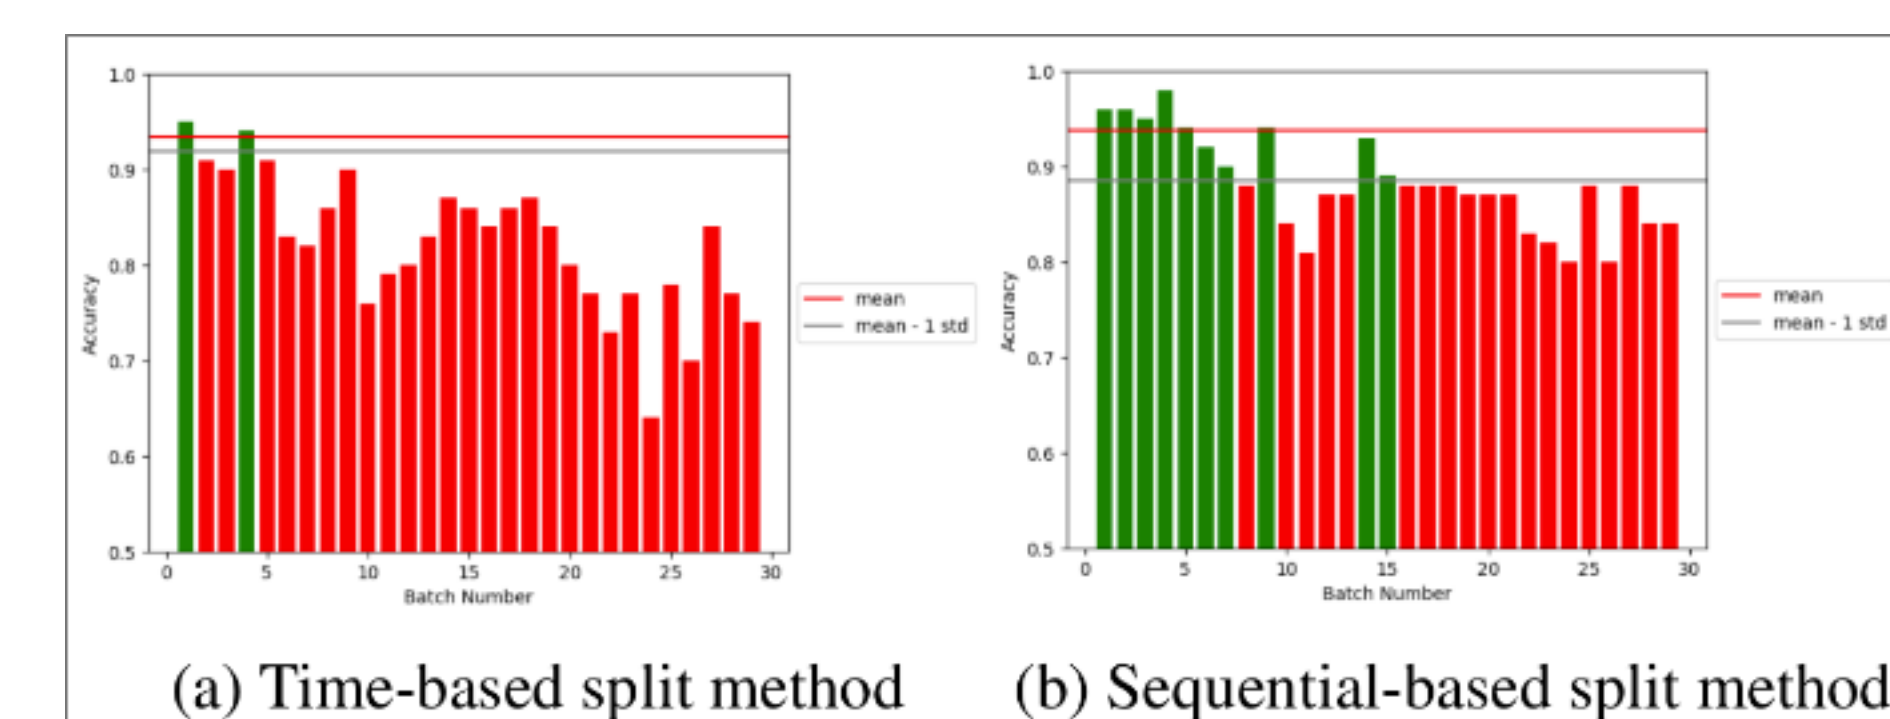 1.0
0.9
0.8
0.7
0.6
0.5
Accuracy
0 5 10 15 20 25 30
Batch Number
mean
mean - 1 std
(a) Time-based split method
1.0
0.9
0.8
0.7
0.6
0.5
Accuracy
0 5 10 15 20 25 30
Batch Number
mean
mean - 1 std
(b) Sequential-based split method